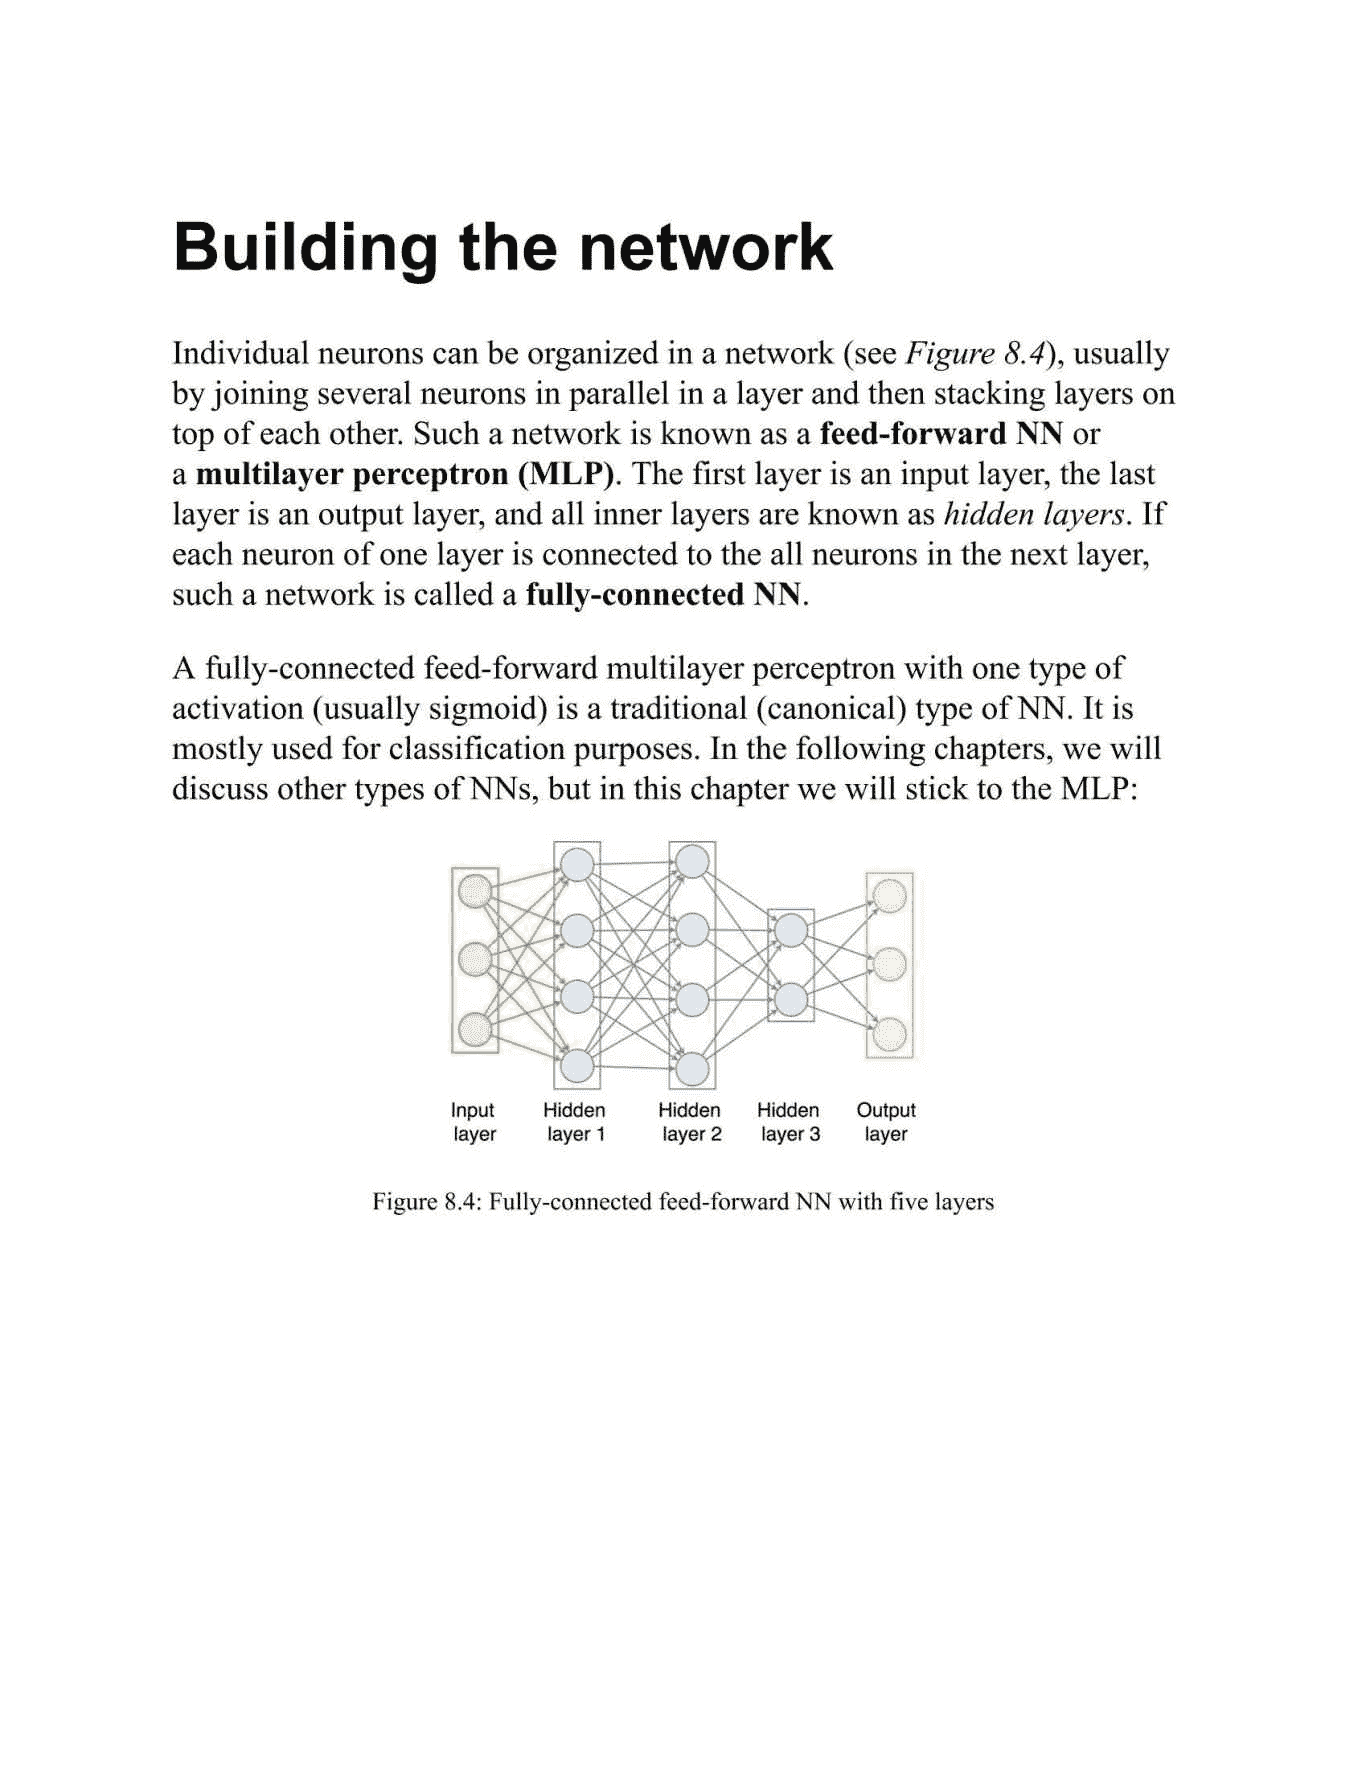 Building the network
Individual neurons can be organized in a network (see Figure 8.4), usually
by joining several neurons in parallel in a layer and then stacking layers on
top of each other. Such a network is known as a feed-forward NN or
a multilayer perceptron (MLP). The first layer is an input layer, the last
layer is an output layer, and all inner layers are known as hidden layers. If
each neuron of one layer is connected to the all neurons in the next layer,
such a network is called a fully-connected NN.
A fully-connected feed-forward multilayer perceptron with one type of
activation (usually sigmoid) is a traditional (canonical) type of NN. It is
mostly used for classification purposes. In the following chapters, we will
discuss other types of NNs, but in this chapter we will stick to the MLP:
Input Hidden Hidden Hidden Output
layer layer 1 layer 2 layer 3 layer
Figure 8.4: Fully-connected feed-forward NN with five layers